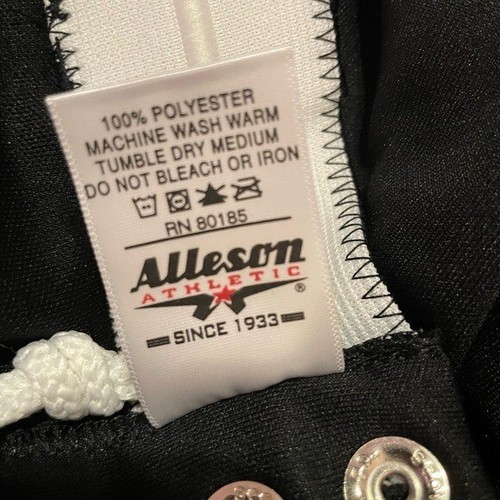 100% POLYESTER
MACHINE WASH WARM
TUMBLE DRY MEDIUM
DO NOT BLEACH OR IRON
RN 80185
Alleson
ATHLETIC ®
SINCE 1933